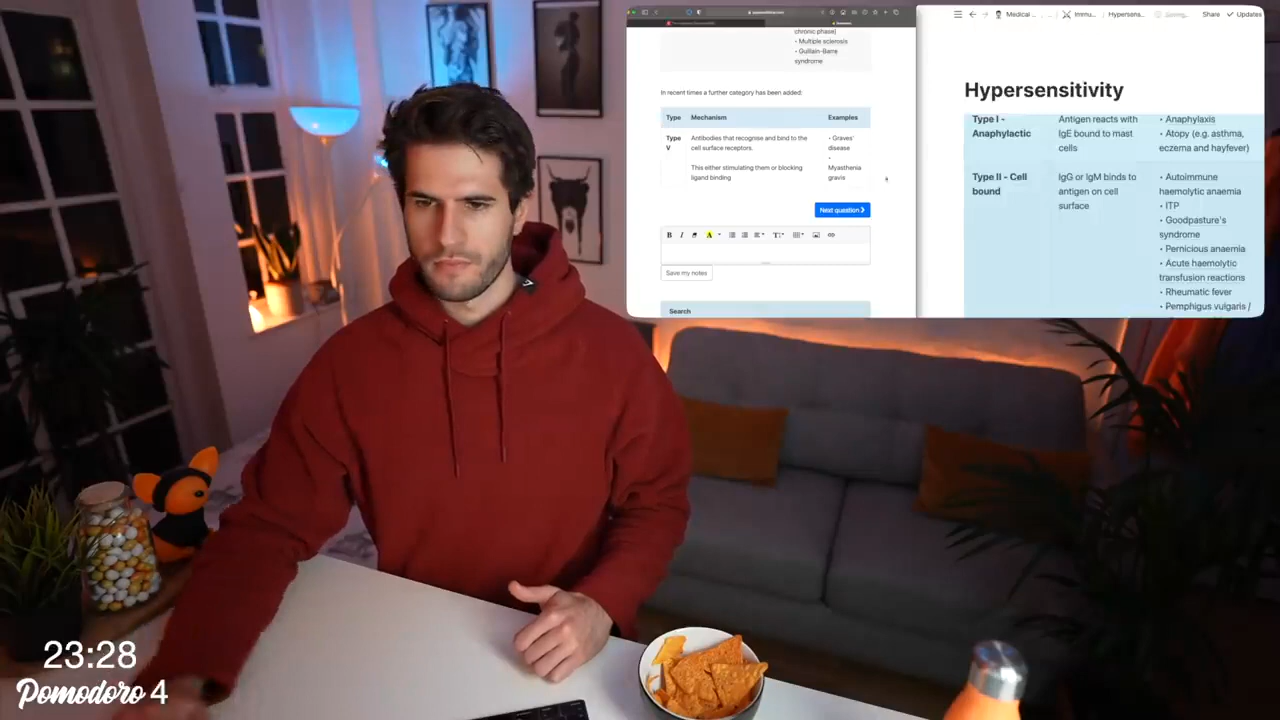 chronic phase)
• Multiple sclerosis
• Guillain-Barre
syndrome
In recent times a further category has been added:
Type Mechanism Examples
Type
V
Antibodies that recognise and bind to the
cell surface receptors.
This either stimulating them or blocking
ligand binding
• Graves'
disease
•
Myasthenia
gravis
Next question
B I A
Save my notes
Search
Medical ... Immu... / Hypersens... Share Updates
Hypersensitivity
Type I -
Anaphylactic
Antigen reacts with
IgE bound to mast
cells
• Anaphylaxis
• Atopy (e.g. asthma,
eczema and hayfever)
Type II - Cell
bound
IgG or IgM binds to
antigen on cell
surface
• Autoimmune
haemolytic anaemia
• ITP
• Goodpasture's
syndrome
• Pernicious anaemia
• Acute haemolytic
transfusion reactions
• Rheumatic fever
• Pemphigus vulgaris /
23:28
Pomodoro 4